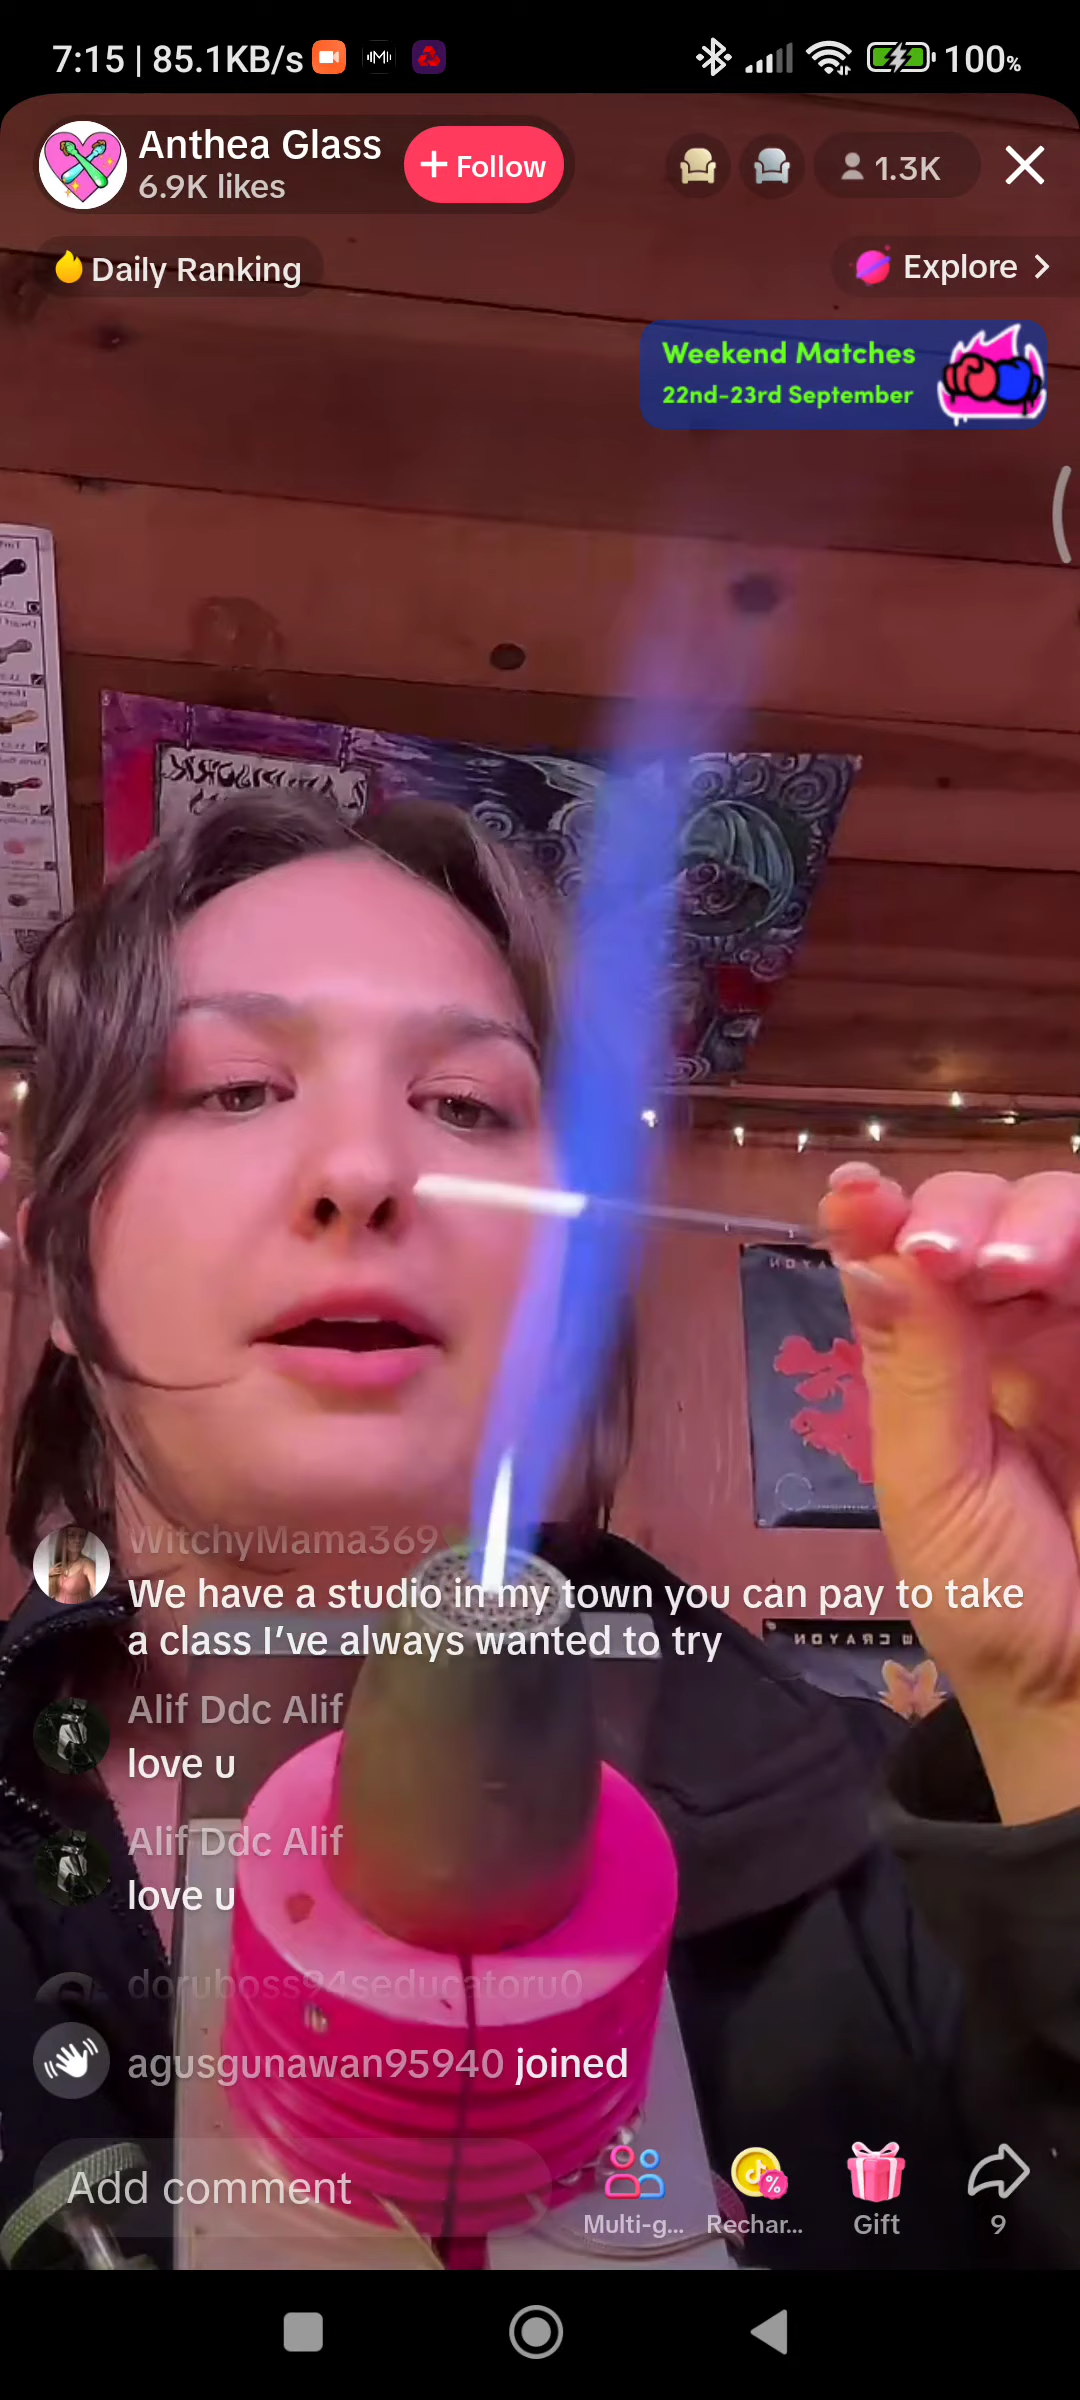 7:15 | 85.1KB/s
100%
Anthea Glass
6.9K likes
+ Follow
1.3K
Daily Ranking
Explore >
Weekend Matches
22nd-23rd September
WitchyMama369
We have a studio in my town you can pay to take
a class I’ve always wanted to try
Alif Ddc Alif
love u
Alif Ddc Alif
love u
doruboss94seducatoru0
agusgunawan95940 joined
Add comment
Multi-g...
Rechar...
Gift
9